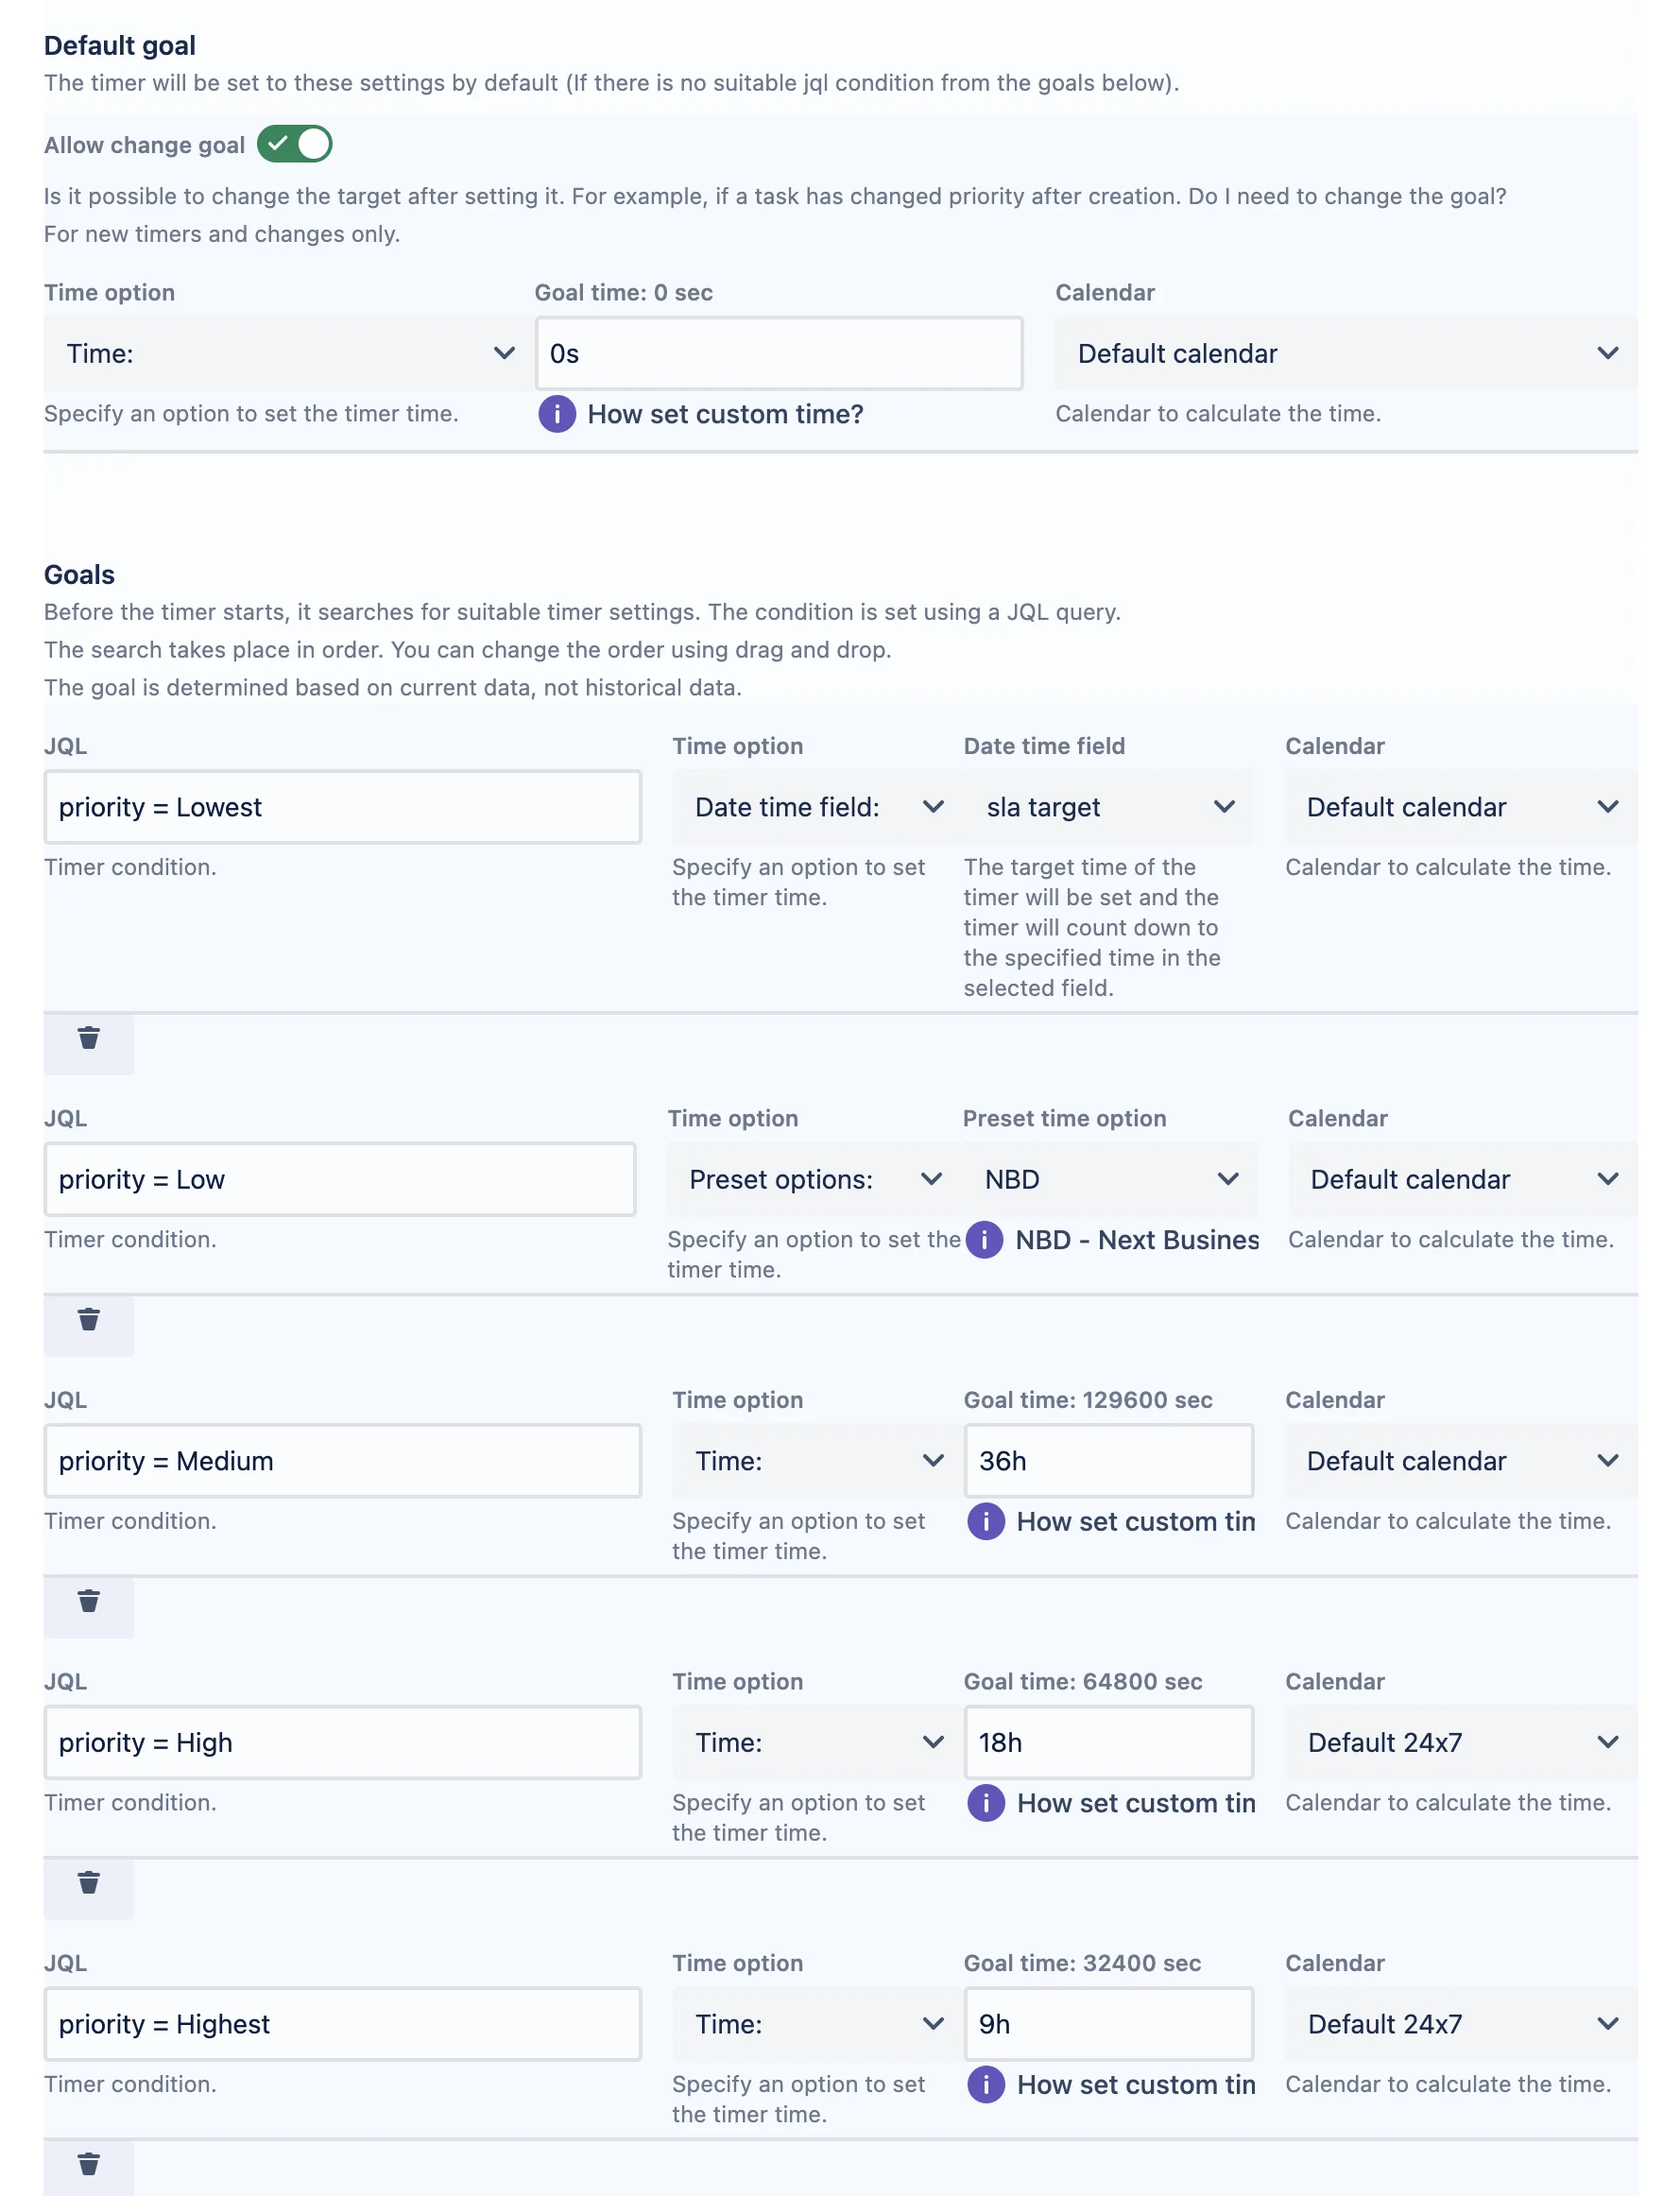 Default goal
The timer will be set to these settings by default (If there is no suitable jql condition from the goals below).
Allow change goal
Is it possible to change the target after setting it. For example, if a task has changed priority after creation. Do I need to change the goal?
For new timers and changes only.
Time option Goal time: 0 sec Calendar
Time: 0s Default calendar
Specify an option to set the timer time. How set custom time? Calendar to calculate the time.
Goals
Before the timer starts, it searches for suitable timer settings. The condition is set using a JQL query.
The search takes place in order. You can change the order using drag and drop.
The goal is determined based on current data, not historical data.
JQL Time option Date time field Calendar
priority = Lowest Date time field: sla target Default calendar
Timer condition. Specify an option to set The target time of the Calendar to calculate the time.
the timer time. timer will be set and the
timer will count down to
the specified time in the
selected field.
JQL Time option Preset time option Calendar
priority = Low Preset options: NBD Default calendar
Timer condition. Specify an option to set the NBD - Next Busines Calendar to calculate the time.
timer time.
JQL Time option Goal time: 129600 sec Calendar
priority = Medium Time: 36h Default calendar
Timer condition. Specify an option to set How set custom tin Calendar to calculate the time.
the timer time.
JQL Time option Goal time: 64800 sec Calendar
priority = High Time: 18h Default 24x7
Timer condition. Specify an option to set How set custom tin Calendar to calculate the time.
the timer time.
JQL Time option Goal time: 32400 sec Calendar
priority = Highest Time: 9h Default 24x7
Timer condition. Specify an option to set How set custom tin Calendar to calculate the time.
the timer time.